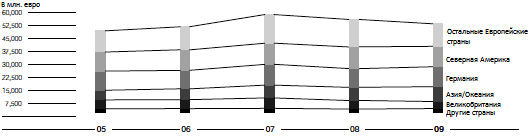 В млн. евро
60,000
52,500
45,000
37,500
30,000
22,500
15,000
7,500
Остальные Европейские
страны
Северная Америка
Германия
Азия/Океания
Великобритания
Другие страны
05
06
07
08
09